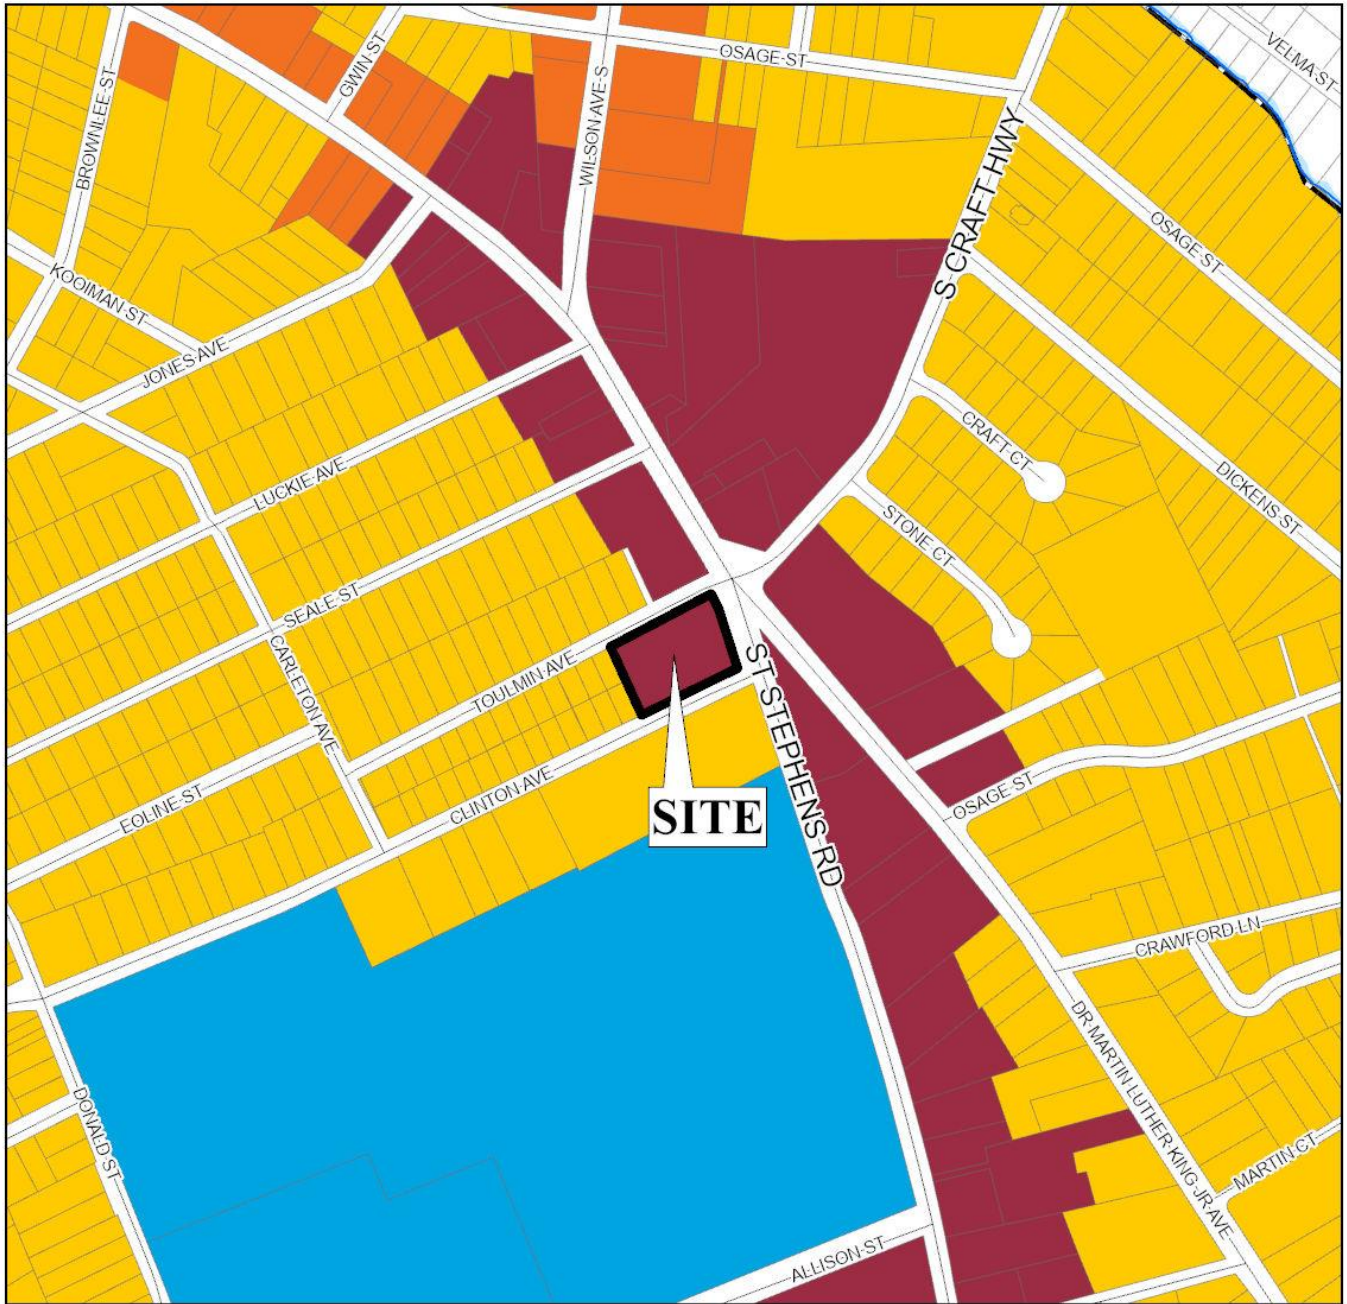 VELMA ST
OSAGE ST
GWIN ST
BROWNLEE ST
WILSON AVE S
S CRAFT HWY
OSAGE ST
KOOIMAN ST
JONES AVE
CRAFT CT
LUCKIE AVE
DICKENS ST
STONE CT
SEALE ST
CARLETON AVE
TOULMIN AVE
ST STEPHENS RD
CLINTON AVE
EOLINE ST
SITE
OSAGE ST
CRAWFORD LN
DR MARTIN LUTHER KING JR AVE
DONALD ST
MARTIN CT
ALLISON ST